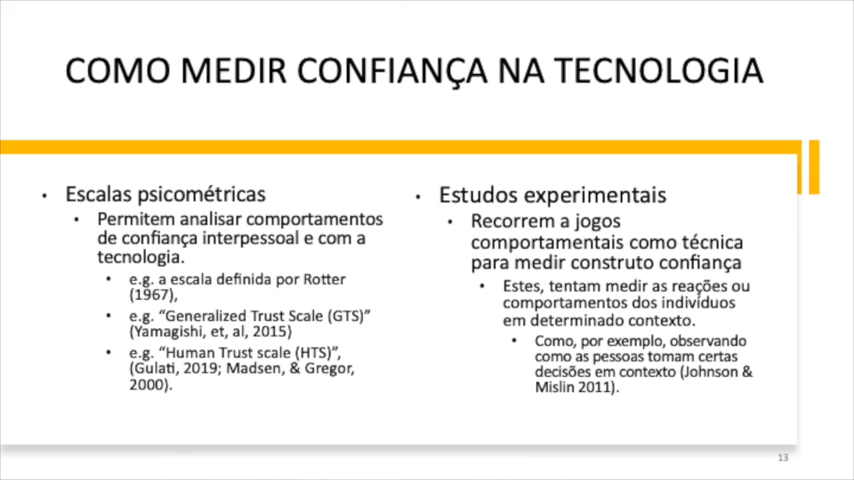 COMO MEDIR CONFIANÇA NA TECNOLOGIA
• Escalas psicométricas
• Permitem analisar comportamentos
de confiança interpessoal e com a
tecnologia.
• e.g. a escala definida por Rotter
(1967),
• e.g. “Generalized Trust Scale (GTS)”
(Yamagishi, et, al, 2015)
• e.g. “Human Trust scale (HTS)”,
(Gulati, 2019; Madsen, & Gregor,
2000).
• Estudos experimentais
• Recorrem a jogos
comportamentais como técnica
para medir construto confiança
• Estes, tentam medir as reações ou
comportamentos dos indivíduos
em determinado contexto.
• Como, por exemplo, observando
como as pessoas tomam certas
decisões em contexto (Johnson &
Mislin 2011).
13